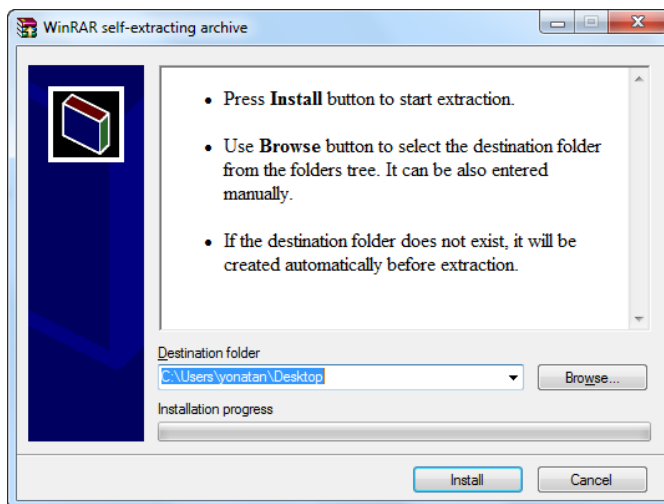 WinRAR self-extracting archive
• Press Install button to start extraction.
• Use Browse button to select the destination folder
from the folders tree. It can be also entered
manually.
• If the destination folder does not exist, it will be
created automatically before extraction.
Destination folder
C:\Users\yonatan\Desktop
Browse...
Installation progress
Install
Cancel